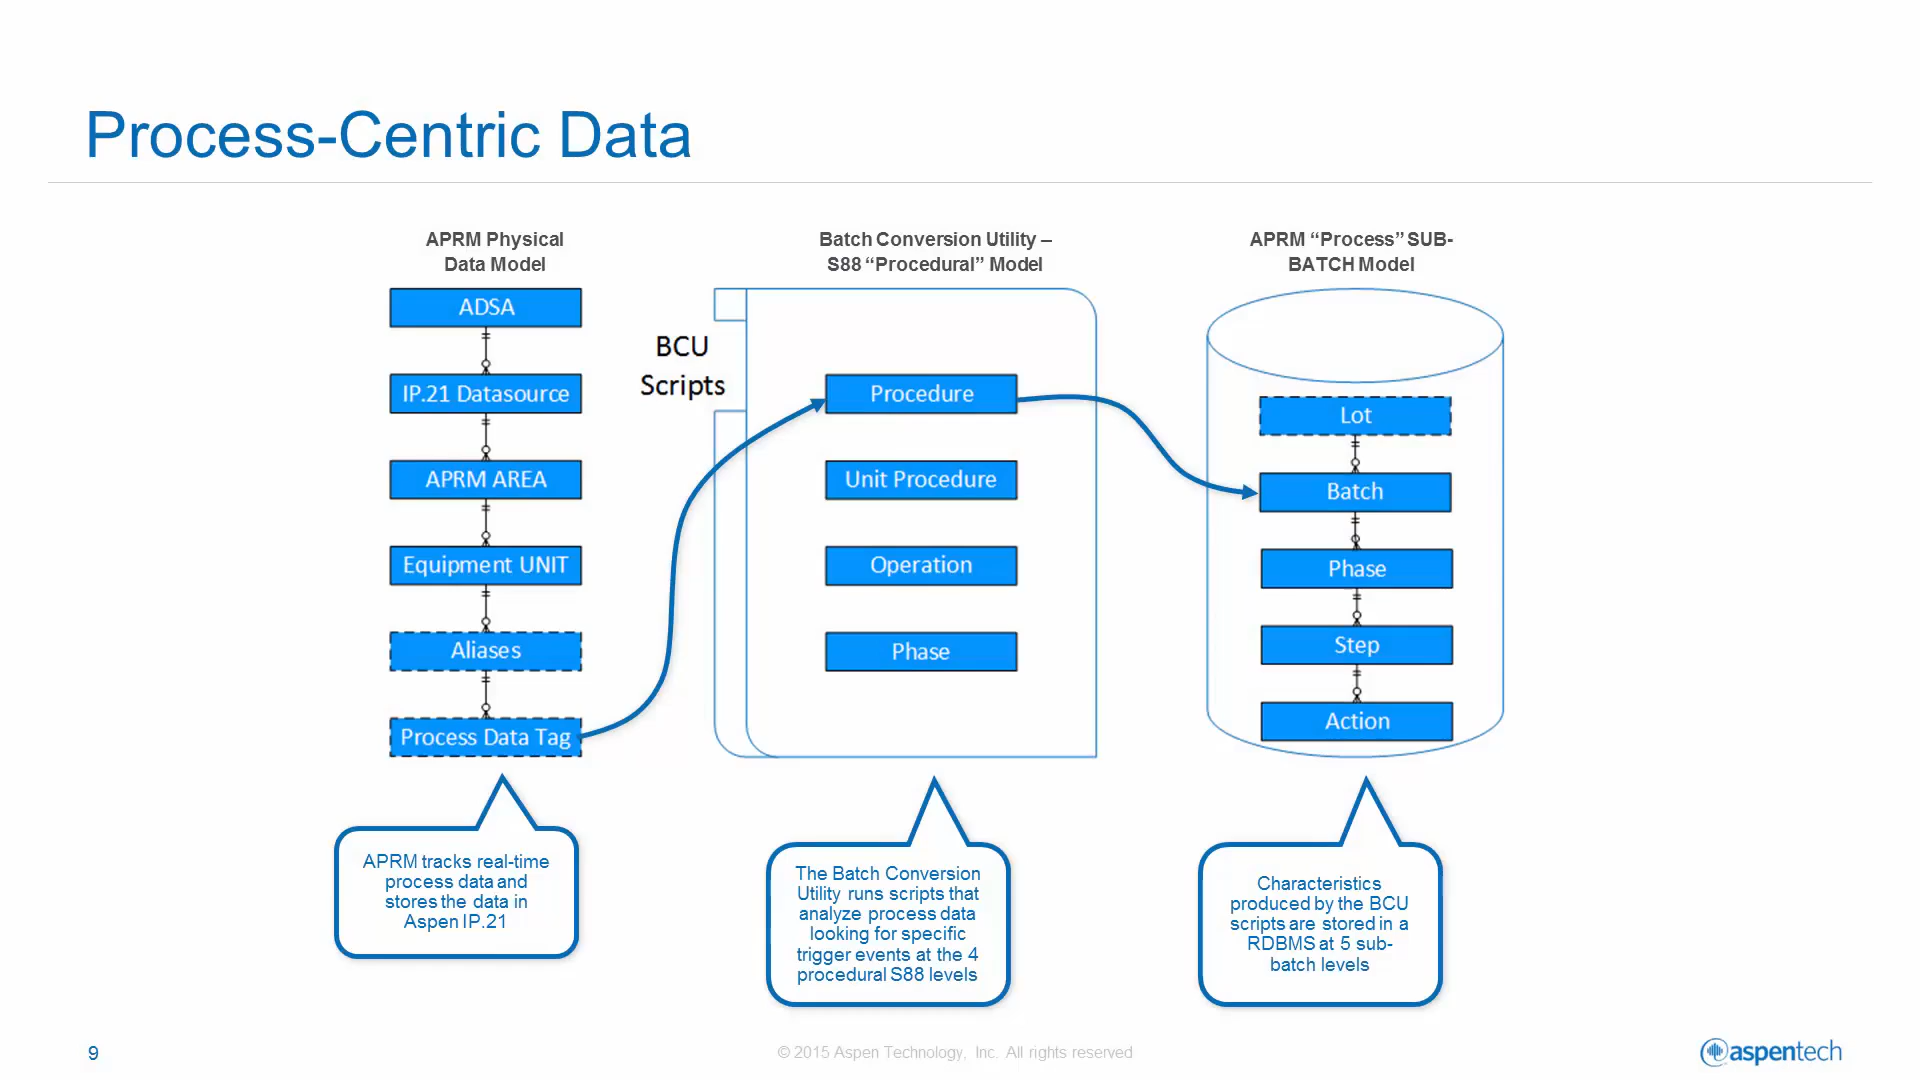 Process-Centric Data
APRM Physical
Data Model
ADSA
IP.21 Datasource
APRM AREA
Equipment UNIT
Aliases
Process Data Tag
APRM tracks real-time
process data and
stores the data in
Aspen IP.21
Batch Conversion Utility –
S88 “Procedural” Model
BCU
Scripts
Procedure
Unit Procedure
Operation
Phase
The Batch Conversion
Utility runs scripts that
analyze process data
looking for specific
trigger events at the 4
procedural S88 levels
APRM “Process” SUB-
BATCH Model
Lot
Batch
Phase
Step
Action
Characteristics
produced by the BCU
scripts are stored in a
RDBMS at 5 sub-
batch levels
9
© 2015 Aspen Technology, Inc. All rights reserved
aspentech